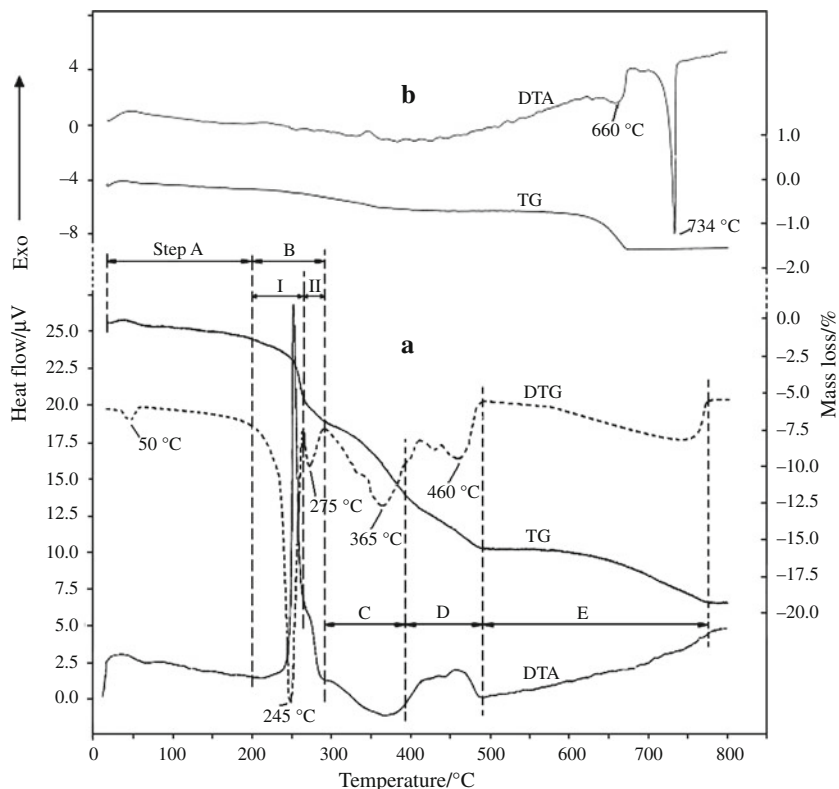 b
DTA
660 °C
TG
734 °C
4
0
−4
−8
1.0
0.0
−1.0
−2.0
Exo
Step A
B
I
II
a
25.0
22.5
20.0
17.5
15.0
12.5
10.0
7.5
5.0
2.5
0.0
Heat flow/μV
0.0
−2.5
−5.0
−7.5
−10.0
−12.5
−15.0
−17.5
−20.0
Mass loss/%
DTG
50 °C
275 °C
365 °C
460 °C
TG
C
D
E
DTA
245 °C
0
100
200
300
400
500
600
700
800
Temperature/°C